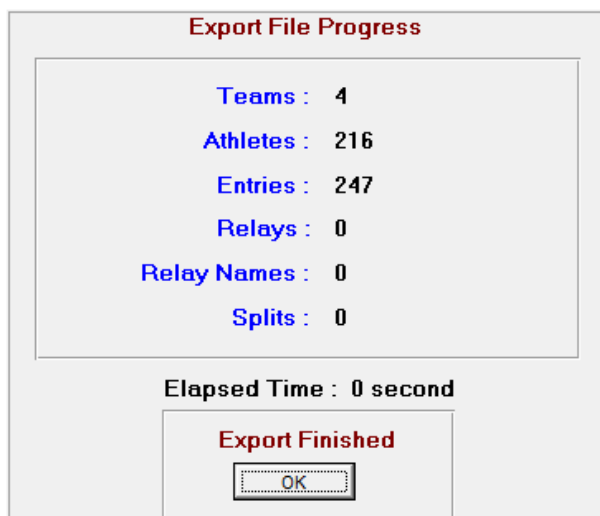 Export File Progress
Teams : 4
Athletes : 216
Entries : 247
Relays : 0
Relay Names : 0
Splits : 0
Elapsed Time : 0 second
Export Finished
OK